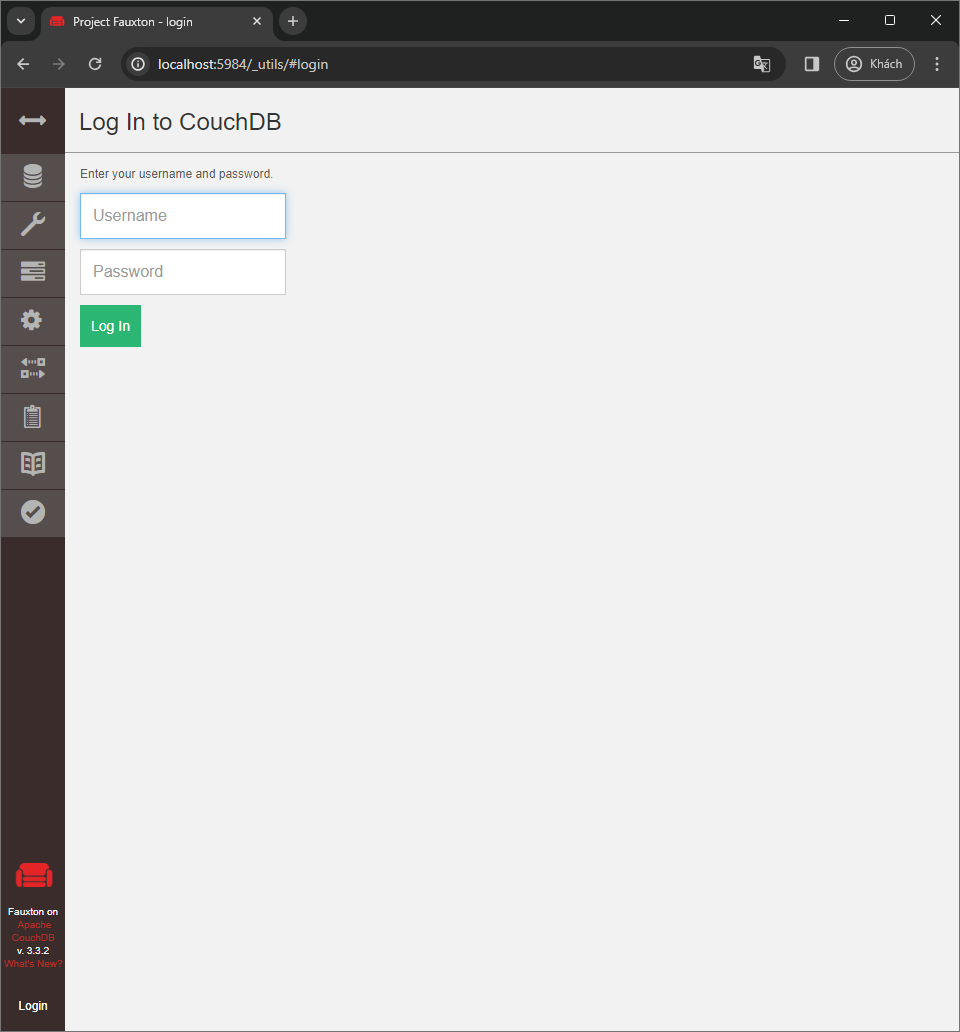 Project Fauxton - login
localhost:5984/_utils/#login
Khách
Log In to CouchDB
Enter your username and password.
Username
Password
Log In
Fauxton on
Apache
CouchDB
v. 3.3.2
What's New?
Login